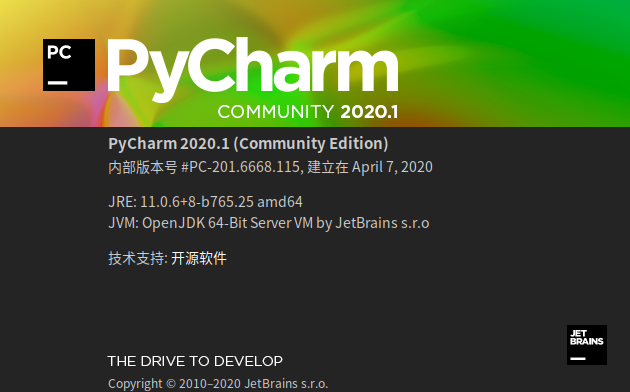 PC
PyCharm
COMMUNITY 2020.1
PyCharm 2020.1 (Community Edition)
内部版本号 #PC-201.6668.115, 建立在 April 7, 2020
JRE: 11.0.6+8-b765.25 amd64
JVM: OpenJDK 64-Bit Server VM by JetBrains s.r.o
技术支持: 开源软件
JET
BRAINS
THE DRIVE TO DEVELOP
Copyright © 2010–2020 JetBrains s.r.o.